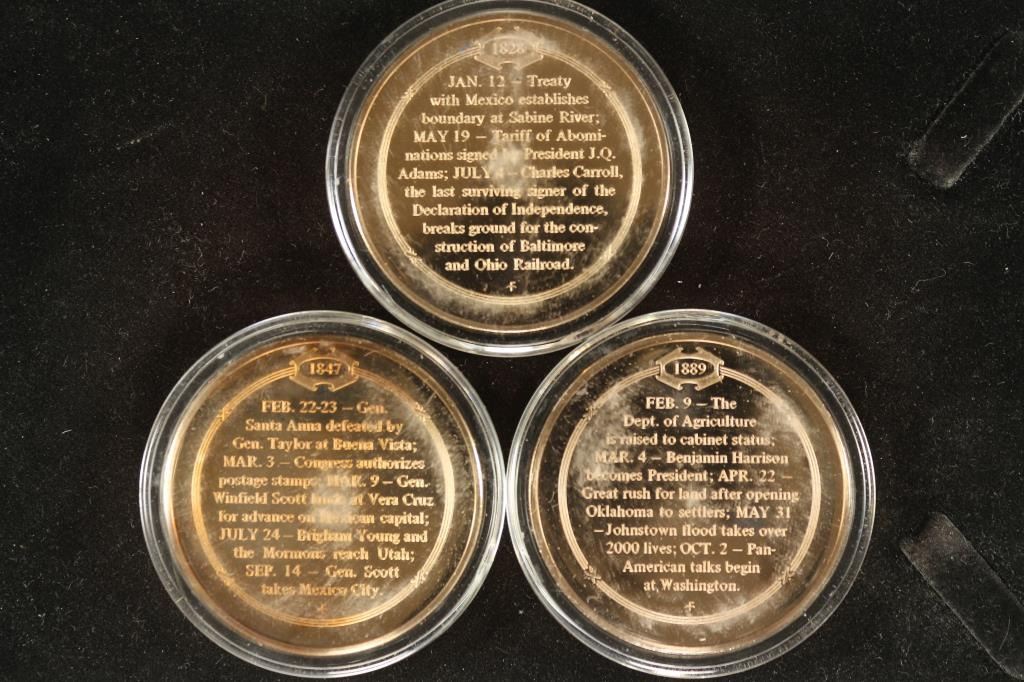 1828
JAN. 12 – Treaty
with Mexico establishes
boundary at Sabine River;
MAY 19 – Tariff of Abomi-
nations signed by President J.Q.
Adams; JULY 4 – Charles Carroll,
the last surviving signer of the
Declaration of Independence,
breaks ground for the con-
struction of Baltimore
and Ohio Railroad.
1847
FEB. 22-23 – Gen.
Santa Anna defeated by
Gen. Taylor at Buena Vista;
MAR. 3 – Congress authorizes
postage stamps; MAR. 9 – Gen.
Winfield Scott lands at Vera Cruz
for advance on Mexican capital;
JULY 24 – Brigham Young and
the Mormons reach Utah;
SEP. 14 – Gen. Scott
takes Mexico City.
1889
FEB. 9 – The
Dept. of Agriculture
is raised to cabinet status;
MAR. 4 – Benjamin Harrison
becomes President; APR. 22 –
Great rush for land after opening
Oklahoma to settlers; MAY 31
–Johnstown flood takes over
2000 lives; OCT. 2 – Pan-
American talks begin
at Washington.